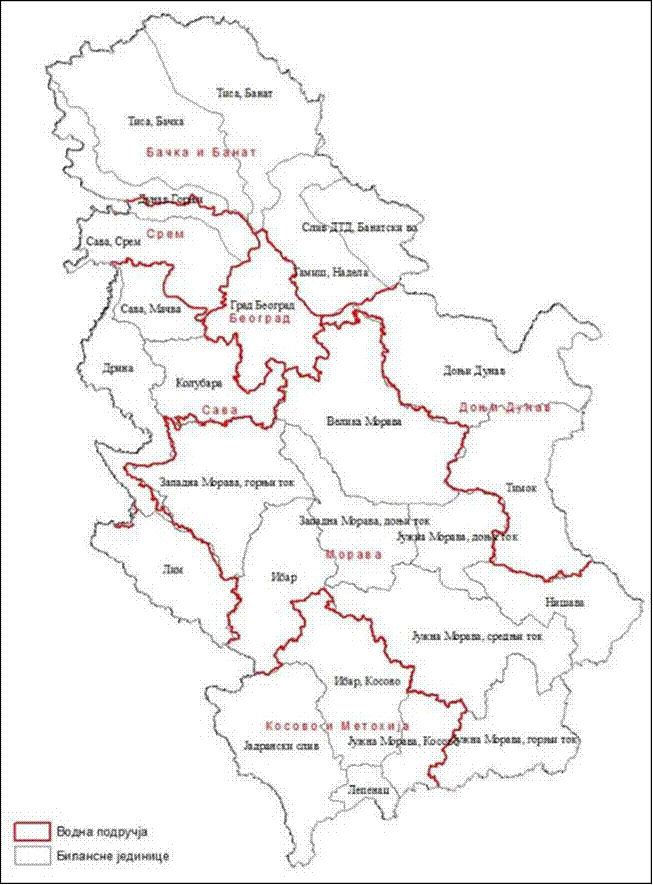 Тиса, Банат
Тиса, Бачка
Бачка и Банат
Дунав Горњи
Срем
Слив ДТД, Банатски во
Сава, Срем
Тамиш, Надела
Сава, Мачва
Град Београд
Београд
Дрина
Колубара
Доњи Дунав
Сава
Доњи Дунав
Велика Морава
Западна Морава, горњи ток
Тимок
Западна Морава, доњи ток
Јужна Морава, доњи ток
Морава
Лим
Ибар
Нишава
Јужна Морава, средњи ток
Ибар, Косово
Косово и Метохија
Јадрански слив
Јужна Морава, Косово
Јужна Морава, горњи ток
Лепенац
Водна подручја
Билансне јединице